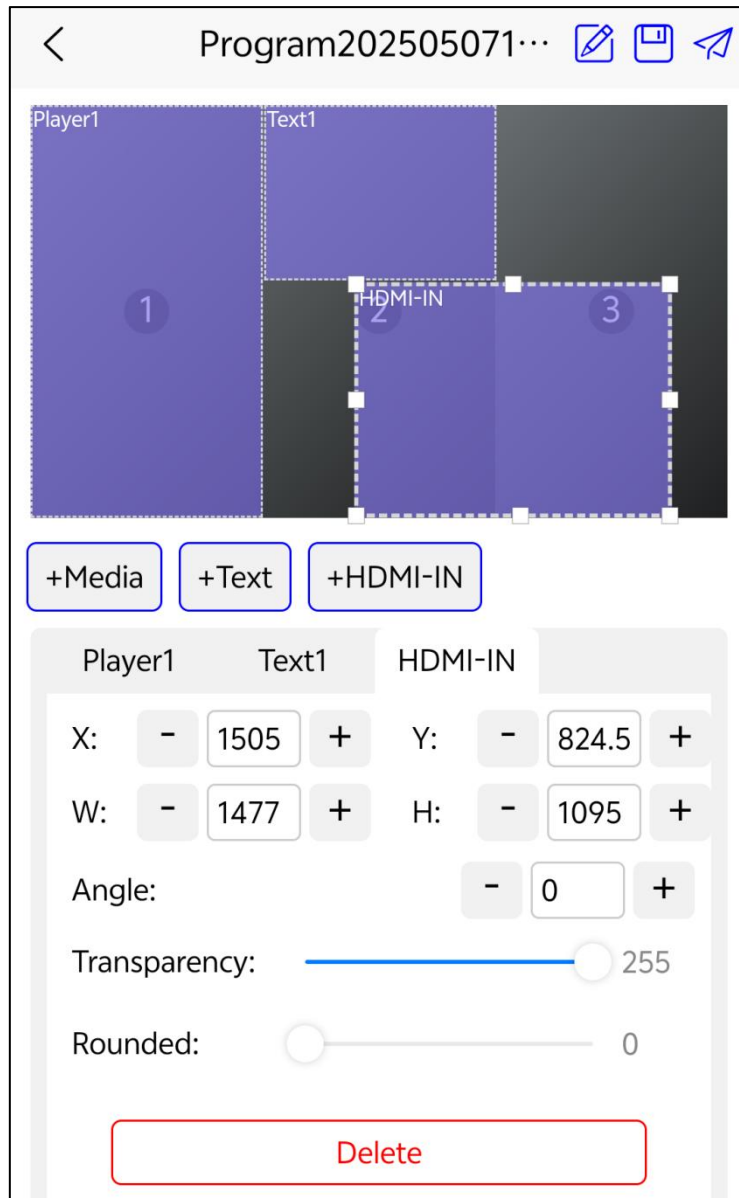 Program202505071···
Player1
Text1
HDMI-IN
1
2
3
+Media +Text +HDMI-IN
Player1 Text1 HDMI-IN
X: - 1505 + Y: - 824.5 +
W: - 1477 + H: - 1095 +
Angle: - 0 +
Transparency: 255
Rounded: 0
Delete